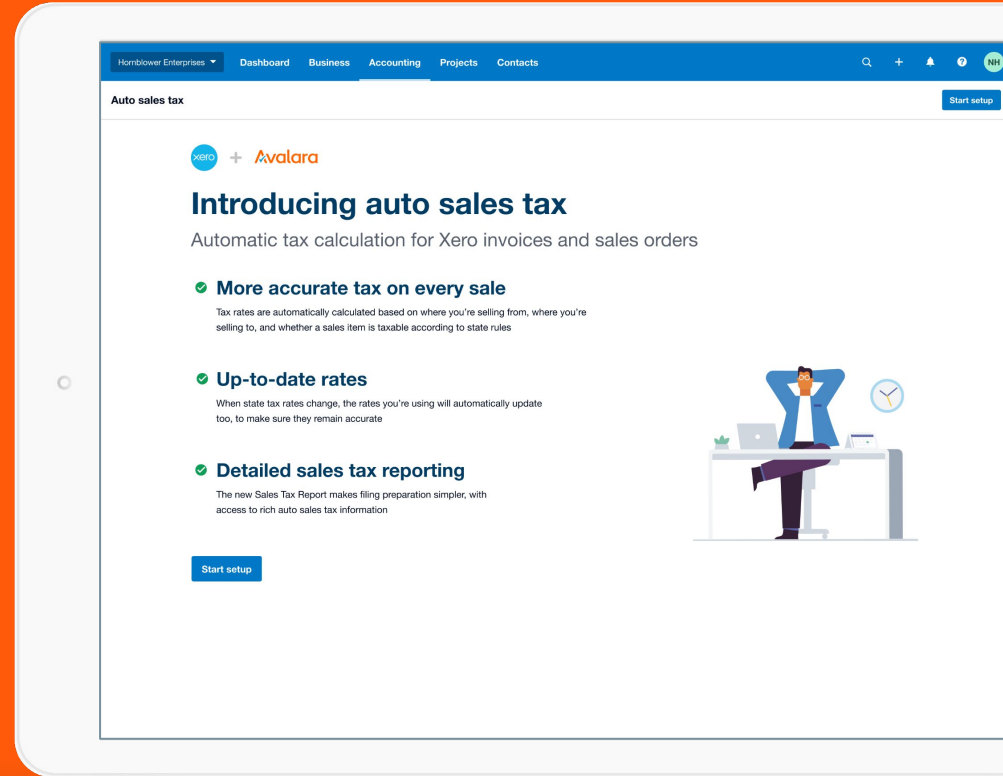 Hornblower Enterprises Dashboard Business Accounting Projects Contacts NH
Auto sales tax Start setup
xero + Avalara
Introducing auto sales tax
Automatic tax calculation for Xero invoices and sales orders
More accurate tax on every sale
Tax rates are automatically calculated based on where you're selling from, where you're
selling to, and whether a sales item is taxable according to state rules
Up-to-date rates
When state tax rates change, the rates you're using will automatically update
too, to make sure they remain accurate
Detailed sales tax reporting
The new Sales Tax Report makes filing preparation simpler, with
access to rich auto sales tax information
Start setup